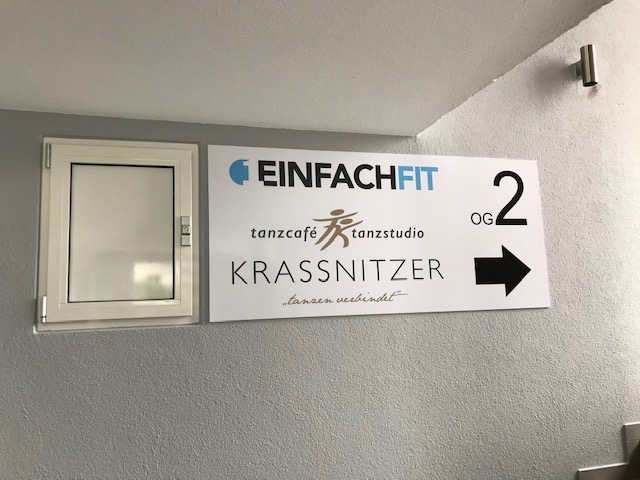 EINFACHFIT
tanzcafé tanzstudio
KRASSNITZER
„tanzen verbindet“
OG 2